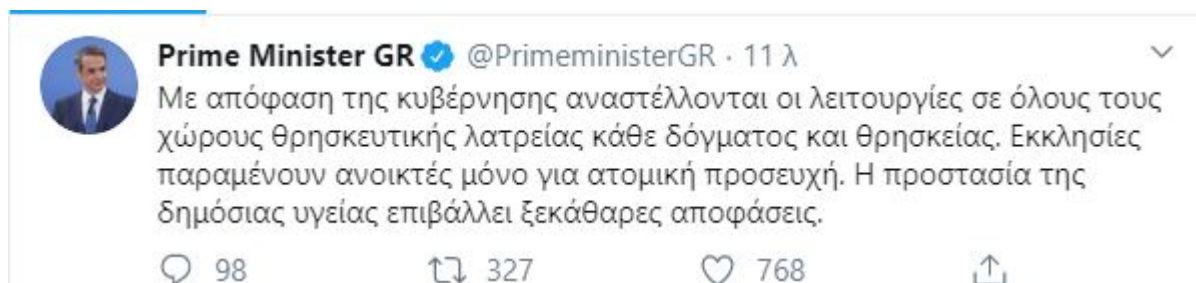 Prime Minister GR @PrimeministerGR · 11 λ
Με απόφαση της κυβέρνησης αναστέλλονται οι λειτουργίες σε όλους τους
χώρους θρησκευτικής λατρείας κάθε δόγματος και θρησκείας. Εκκλησίες
παραμένουν ανοικτές μόνο για ατομική προσευχή. Η προστασία της
δημόσιας υγείας επιβάλλει ξεκάθαρες αποφάσεις.
98 327 768